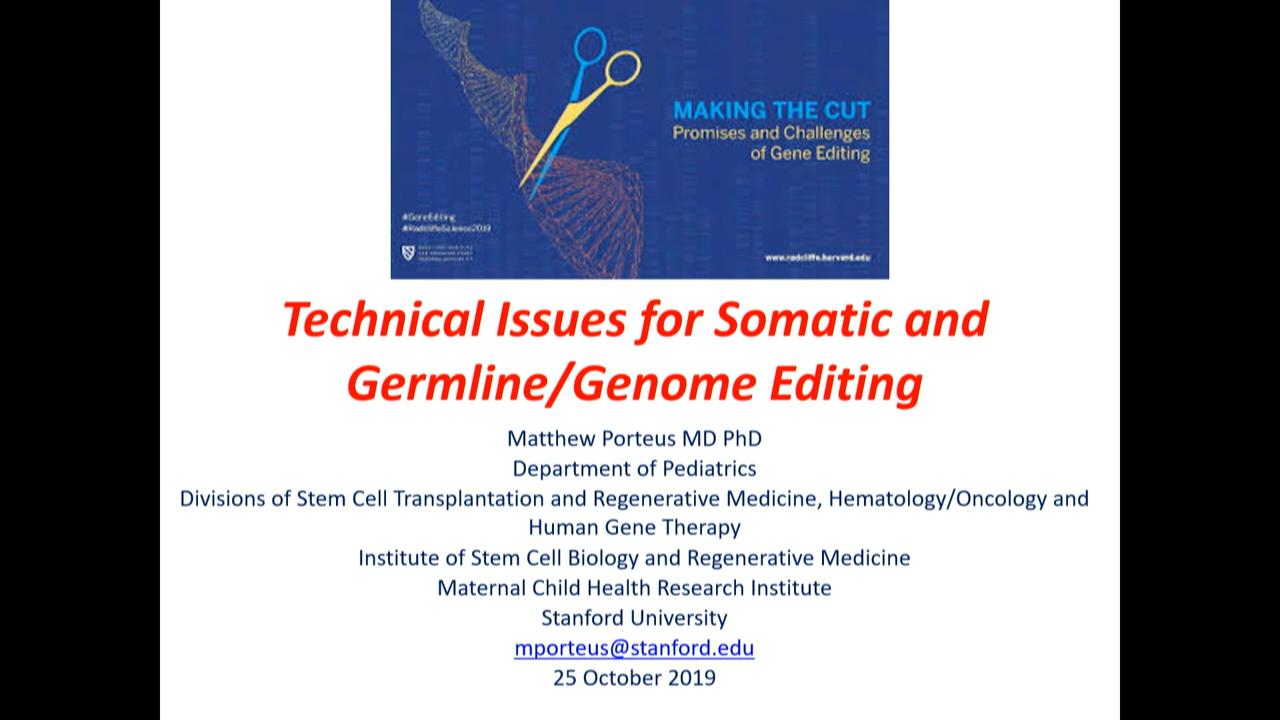 MAKING THE CUT
Promises and Challenges
of Gene Editing
#GeneEditing
#RadcliffeScience2019
www.radcliffe.harvard.edu
Technical Issues for Somatic and
Germline/Genome Editing
Matthew Porteus MD PhD
Department of Pediatrics
Divisions of Stem Cell Transplantation and Regenerative Medicine, Hematology/Oncology and
Human Gene Therapy
Institute of Stem Cell Biology and Regenerative Medicine
Maternal Child Health Research Institute
Stanford University
mporteus@stanford.edu
25 October 2019